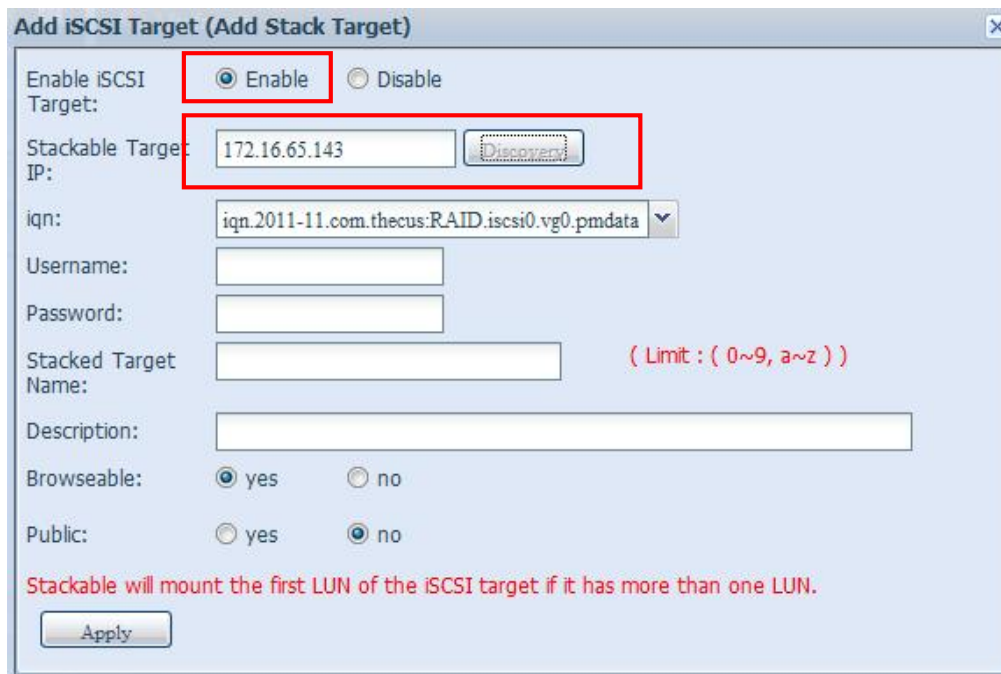 Add iSCSI Target (Add Stack Target)
Enable iSCSI Target:
Enable
Disable
Stackable Target IP:
172.16.65.143
Discovery
iqn:
iqn.2011-11.com.thecus:RAID.iscsi0.vg0.pmdata
Username:
Password:
Stacked Target Name:
( Limit : ( 0~9, a~z ) )
Description:
Browseable:
yes
no
Public:
yes
no
Stackable will mount the first LUN of the iSCSI target if it has more than one LUN.
Apply